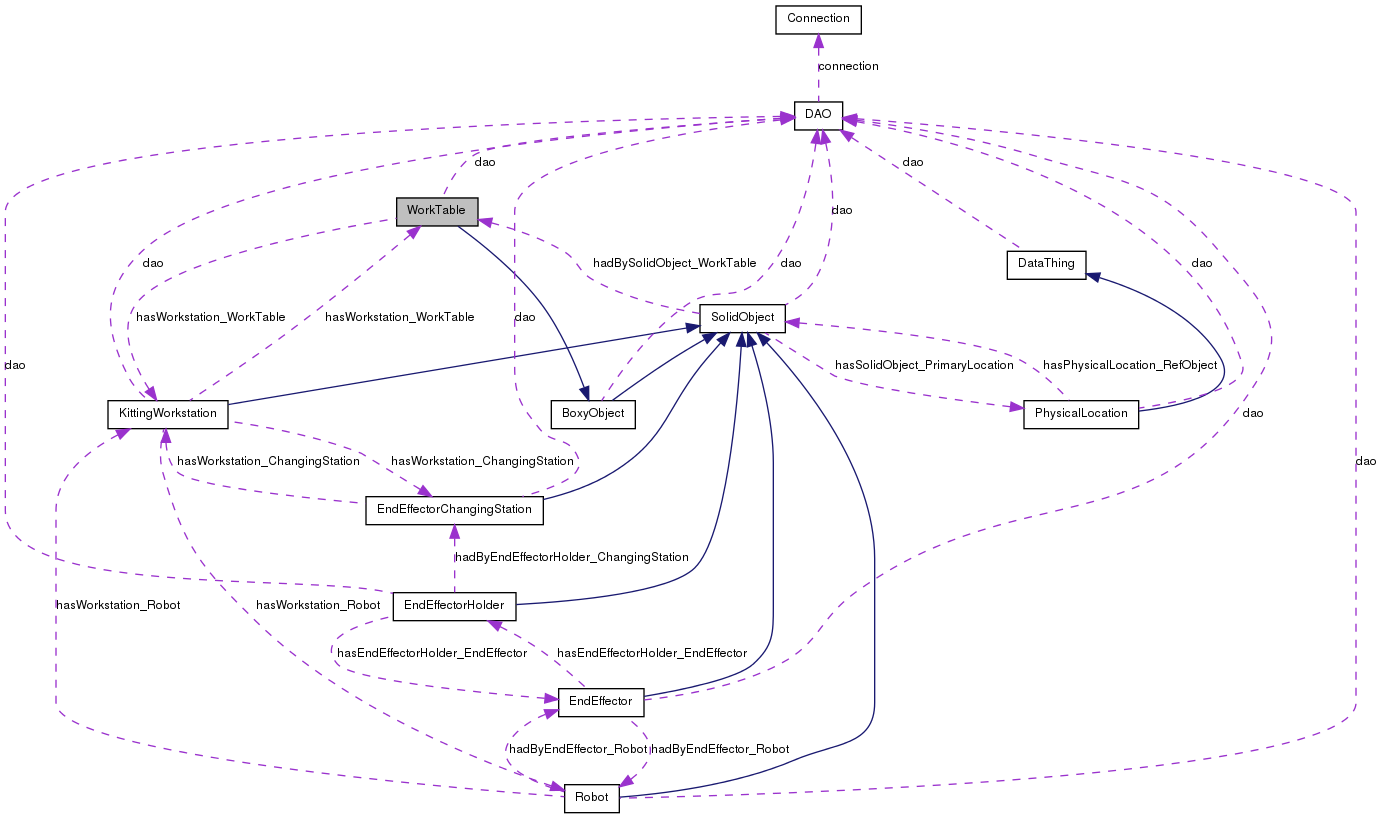 Connection
connection
DAO
dao
WorkTable
dao
hadBySolidObject_WorkTable
dao
dao
dao
dao
DataThing
hasWorkstation_WorkTable
hasWorkstation_WorkTable
dao
SolidObject
dao
hasSolidObject_PrimaryLocation
hasPhysicalLocation_RefObject
KittingWorkstation
BoxyObject
PhysicalLocation
dao
hasWorkstation_ChangingStation
hasWorkstation_ChangingStation
dao
EndEffectorChangingStation
hadByEndEffectorHolder_ChangingStation
hasWorkstation_Robot
hasWorkstation_Robot
EndEffectorHolder
hasEndEffectorHolder_EndEffector
hasEndEffectorHolder_EndEffector
EndEffector
hadByEndEffector_Robot
hadByEndEffector_Robot
Robot